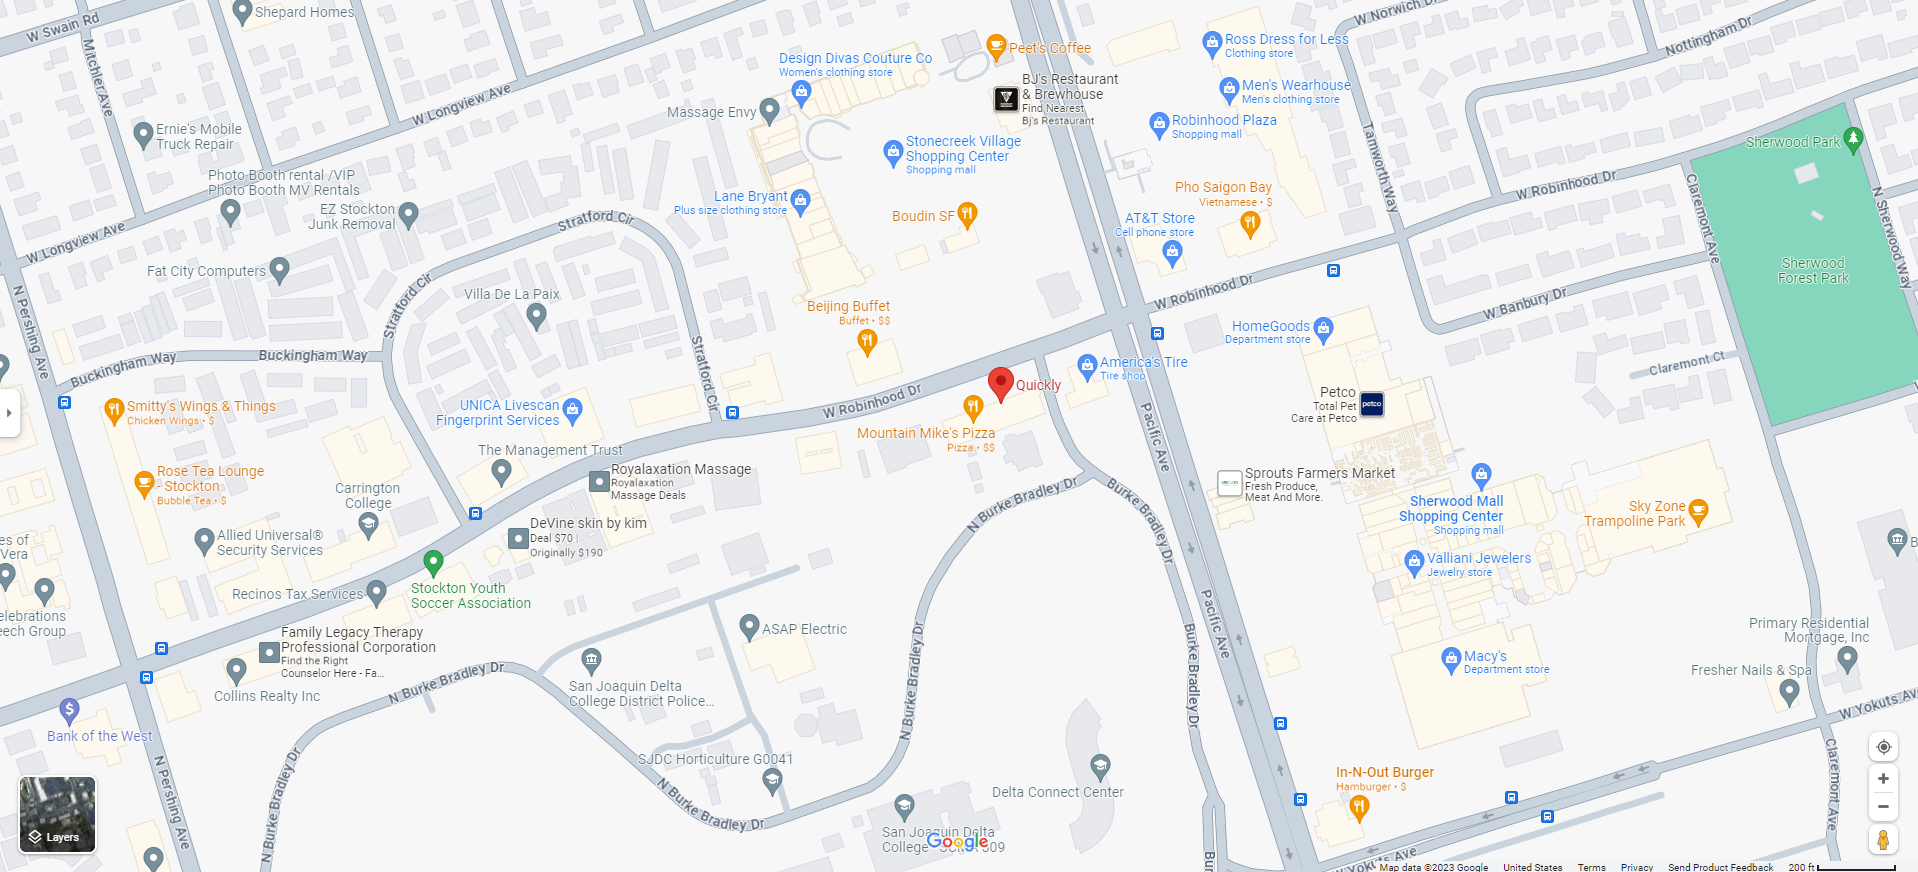 W Swain Rd
Mitchler Ave
Shepard Homes
W Longview Ave
Ernie's Mobile
Truck Repair
Photo Booth rental /VIP
Photo Booth MV Rentals
EZ Stockton
Junk Removal
W Longview Ave
Fat City Computers
N Pershing Ave
Stratford Cir
Stratford Cir
Stratford Cir
Villa De La Paix
Buckingham Way
Buckingham Way
Design Divas Couture Co
Women's clothing store
Massage Envy
Peet's Coffee
BJ's Restaurant
& Brewhouse
Find Nearest
Bj's Restaurant
Stonecreek Village
Shopping Center
Shopping mall
Lane Bryant
Plus size clothing store
Boudin SF
Beijing Buffet
Buffet • $$
Ross Dress for Less
Clothing store
Men's Wearhouse
Men's clothing store
Robinhood Plaza
Shopping mall
Pho Saigon Bay
Vietnamese • $
AT&T Store
Cell phone store
W Norwich Dr
Nottingham Dr
Tamworth Way
W Robinhood Dr
Sherwood Park
Claremont Ave
N Sherwood Way
Sherwood
Forest Park
W Robinhood Dr
W Banbury Dr
Claremont Ct
HomeGoods
Department store
America's Tire
Tire shop
Quickly
W Robinhood Dr
Mountain Mike's Pizza
Pizza • $$
Petco
Total Pet
Care at Petco
petco
Pacific Ave
Smitty's Wings & Things
Chicken Wings • $
UNICA Livescan
Fingerprint Services
The Management Trust
Royalaxation Massage
Royalaxation
Massage Deals
Rose Tea Lounge
- Stockton
Bubble Tea • $
Carrington
College
Allied Universal®
Security Services
DeVine skin by kim
Deal $70 |
Originally $190
N Burke Bradley Dr
Burke Bradley Dr
Sprouts Farmers Market
Fresh Produce,
Meat And More.
Sherwood Mall
Shopping Center
Shopping mall
Sky Zone
Trampoline Park
Valliani Jewelers
Jewelry store
es of
Vera
elebrations
eech Group
Recinos Tax Services
Stockton Youth
Soccer Association
Family Legacy Therapy
Professional Corporation
Find the Right
Counselor Here - Fa...
Collins Realty Inc
N Burke Bradley Dr
ASAP Electric
San Joaquin Delta
College District Police...
N Burke Bradley Dr
Burke Bradley Dr
Pacific Ave
Macy's
Department store
Primary Residential
Mortgage, Inc
Fresher Nails & Spa
W Yokuts Av
Claremont Ave
B
Bank of the West
N Pershing Ave
N Burke Bradley Dr
SJDC Horticulture G0041
N Burke Bradley Dr
San Joaquin Delta
College
309
Google
Delta Connect Center
Bur
In-N-Out Burger
Hamburger • $
W Yokuts Ave
Layers
Map data ©2023 Google
United States
Terms
Privacy
Send Product Feedback
200 ft